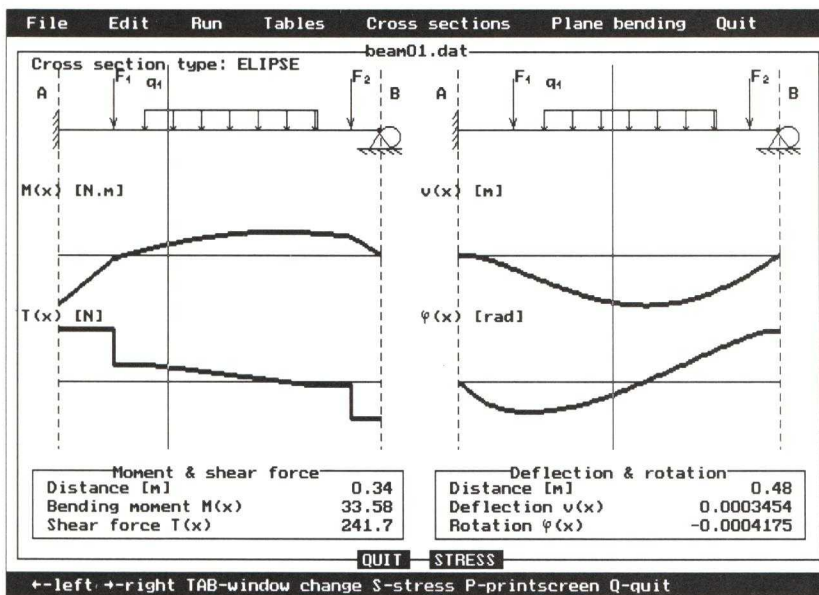 File Edit Run Tables Cross sections Plane bending Quit
beam01.dat
Cross section type: ELIPSE
A F1 q1 F2 B
A F1 q1 F2 B
M(x) [N.m]
v(x) [m]
T(x) [N]
φ(x) [rad]
Moment & shear force
Distance [m] 0.34
Bending moment M(x) 33.58
Shear force T(x) 241.7
Deflection & rotation
Distance [m] 0.48
Deflection v(x) 0.0003454
Rotation φ(x) -0.0004175
QUIT STRESS
←-left →-right TAB-window change S-stress P-printscreen Q-quit